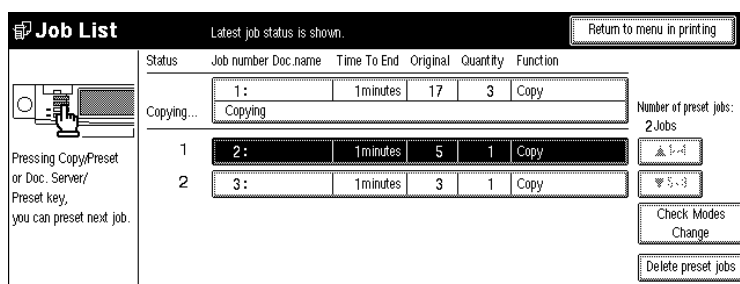 Job List
Latest job status is shown.
Return to menu in printing
Status Job number Doc.name Time To End Original Quantity Function
1: 1minutes 17 3 Copy
Copying... Copying
1 2: 1minutes 5 1 Copy
2 3: 1minutes 3 1 Copy
Pressing Copy/Preset
or Doc. Server/
Preset key,
you can preset next job.
Number of preset jobs:
2Jobs
Check Modes
Change
Delete preset jobs